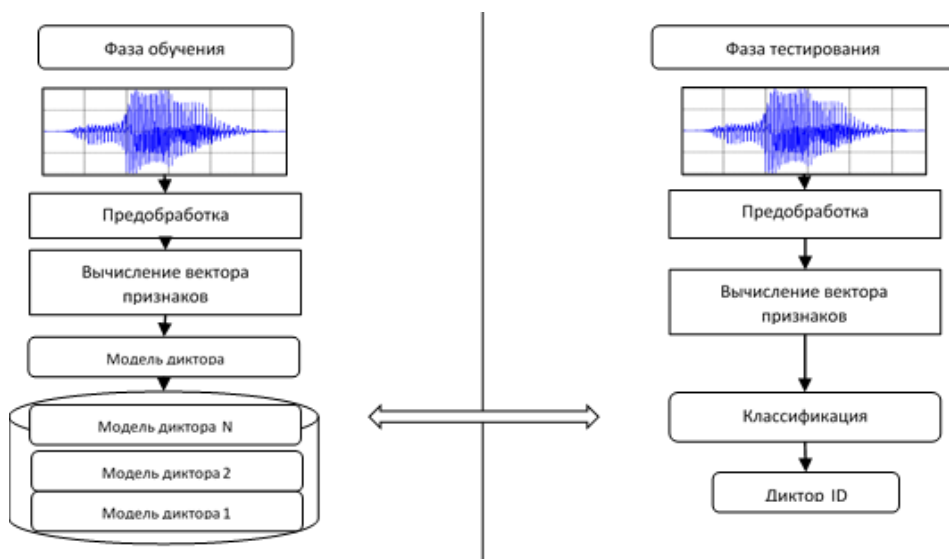 Фаза обучения
Предобработка
Вычисление вектора
признаков
Модель диктора
Модель диктора N
Модель диктора 2
Модель диктора 1
Фаза тестирования
Предобработка
Вычисление вектора
признаков
Классификация
Диктор ID